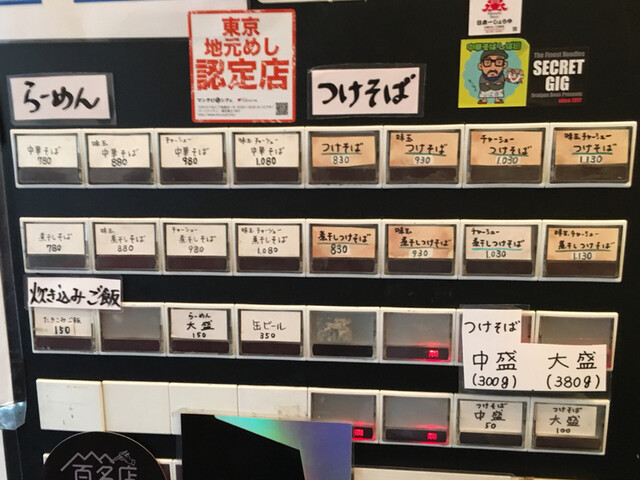 東京
地元めし
認定店
中華そば しば田
The Finest Noodles
SECRET
GIG
らーめん
つけそば
中華そば
780
味玉
中華そば
880
チャーシュー
中華そば
980
味玉チャーシュー
中華そば
1,080
つけそば
830
味玉
つけそば
930
チャーシュー
つけそば
1,030
味玉チャーシュー
つけそば
1,130
煮干しそば
780
味玉
煮干しそば
880
チャーシュー
煮干しそば
980
味玉チャーシュー
煮干しそば
1,080
煮干しつけそば
830
味玉
煮干しつけそば
930
チャーシュー
煮干しつけそば
1,030
味玉チャーシュー
煮干しつけそば
1,130
炊き込みご飯
たきこみご飯
150
らーめん
大盛
150
缶ビール
350
つけそば
中盛
(300g)
大盛
(380g)
つけそば
中盛
50
つけそば
大盛
100
百名店